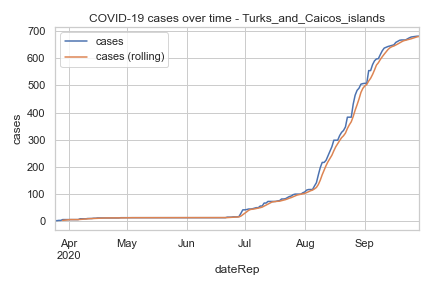 COVID-19 cases over time - Turks_and_Caicos_islands
cases
cases (rolling)
700
600
500
400
300
200
100
0
cases
Apr May Jun Jul Aug Sep
2020
dateRep